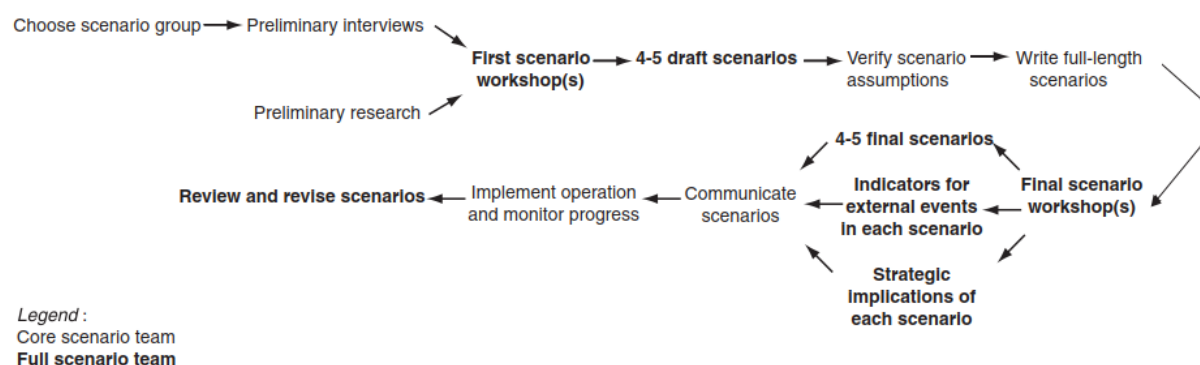 Choose scenario group
Preliminary interviews
First scenario
workshop(s)
4-5 draft scenarios
Verify scenario
assumptions
Write full-length
scenarios
Preliminary research
4-5 final scenarios
Indicators for
external events
in each scenario
Final scenario
workshop(s)
Strategic
implications of
each scenario
Communicate
scenarios
Implement operation
and monitor progress
Review and revise scenarios
Legend :
Core scenario team
Full scenario team